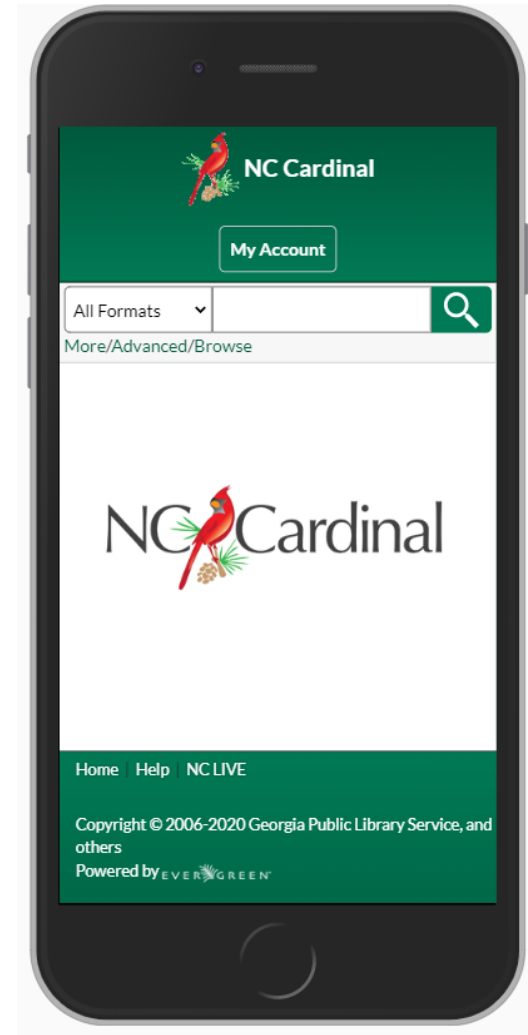 NC Cardinal
My Account
All Formats
More/Advanced/Browse
NC Cardinal
Home | Help | NC LIVE
Copyright © 2006-2020 Georgia Public Library Service, and
others
Powered by EVERGREEN